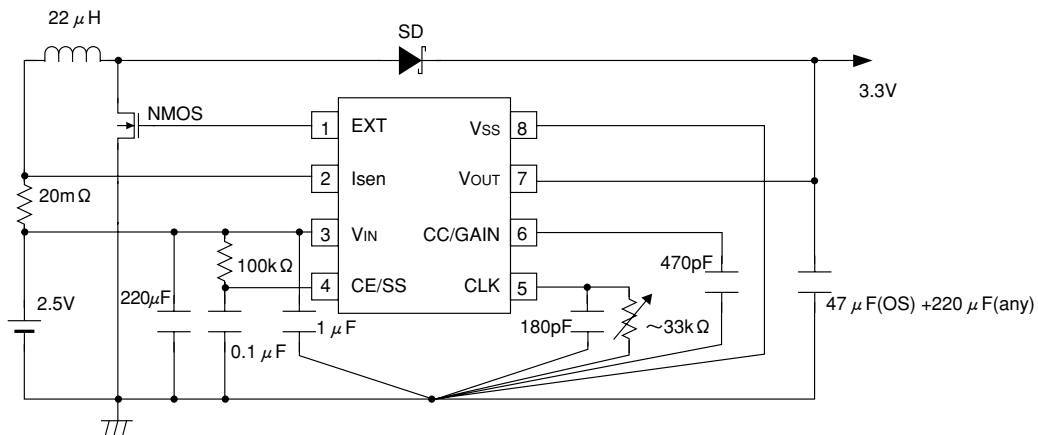 22 μH
SD
3.3V
NMOS
1 EXT
VSS 8
2 Isen
VOUT 7
20mΩ
3 VIN
CC/GAIN 6
100kΩ
470pF
4 CE/SS
CLK 5
2.5V
220μF
1 μF
180pF
～33kΩ
47 μF(OS) +220 μF(any)
0.1 μF